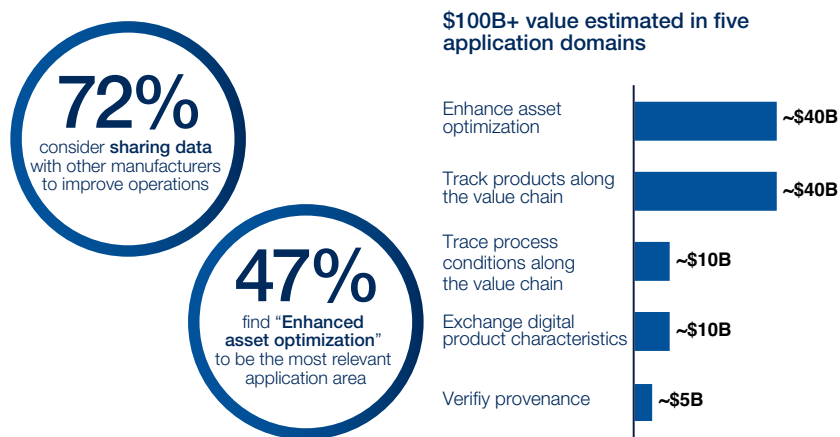 72%
consider sharing data
with other manufacturers
to improve operations
47%
find “Enhanced
asset optimization”
to be the most relevant
application area
$100B+ value estimated in five
application domains
Enhance asset
optimization
~$40B
Track products along
the value chain
~$40B
Trace process
conditions along
the value chain
~$10B
Exchange digital
product characteristics
~$10B
Verifiy provenance
~$5B